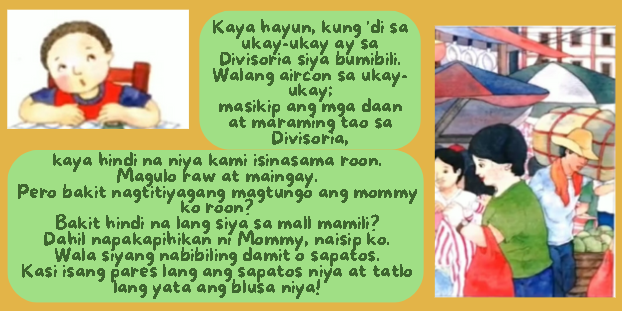 Kaya hayun, kung 'di sa
ukay-ukay ay sa
Divisoria siya bumibili.
Walang aircon sa ukay-
ukay;
masikip ang mga daan
at maraming tao sa
Divisoria,
kaya hindi na niya kami isinasama roon.
Magulo raw at maingay.
Pero bakit nagtitiyagang magtungo ang mommy
ko roon?
Bakit hindi na lang siya sa mall mamili?
Dahil napakapihikan ni Mommy, naisip ko.
Wala siyang nabibiling damit o sapatos.
Kasi isang pares lang ang sapatos niya at tatlo
lang yata ang blusa niya!